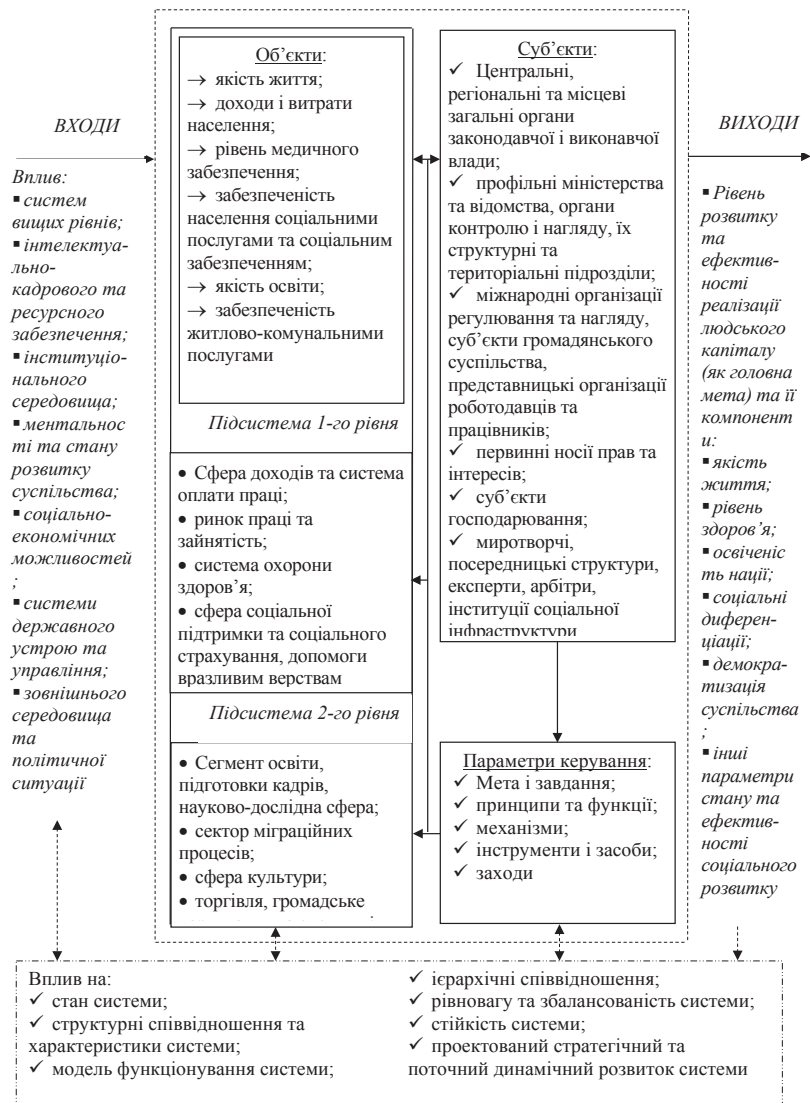 ВХОДИ
Вплив:
▪ систем
вищих рівнів;
▪ інтелектуа-
льно-
кадрового та
ресурсного
забезпечення;
▪ інституціо-
нального
середовища;
▪ ментальнос
ті та стану
розвитку
суспільства;
▪ соціально-
економічних
можливостей
;
▪ системи
державного
устрою та
управління;
▪ зовнішнього
середовища
та
політичної
ситуації
Об’єкти:
→ якість життя;
→ доходи і витрати
населення;
→ рівень медичного
забезпечення;
→ забезпеченість
населення соціальними
послугами та соціальним
забезпеченням;
→ якість освіти;
→ забезпеченість
житлово-комунальними
послугами
Підсистема 1-го рівня
• Сфера доходів та система
оплати праці;
• ринок праці та
зайнятість;
• система охорони
здоров’я;
• сфера соціальної
підтримки та соціального
страхування, допомоги
вразливим верствам
Підсистема 2-го рівня
• Сегмент освіти,
підготовки кадрів,
науково-дослідна сфера;
• сектор міграційних
процесів;
• сфера культури;
• торгівля, громадське
Суб’єкти:
✓ Центральні,
регіональні та місцеві
загальні органи
законодавчої і виконавчої
влади;
✓ профільні міністерства
та відомства, органи
контролю і нагляду, їх
структурні та
територіальні підрозділи;
✓ міжнародні організації
регулювання та нагляду,
суб’єкти громадянського
суспільства,
представницькі організації
роботодавців та
працівників;
✓ первинні носії прав та
інтересів;
✓ суб’єкти
господарювання;
✓ миротворчі,
посередницькі структури,
експерти, арбітри,
інституції соціальної
інфраструктури
Параметри керування:
✓ Мета і завдання;
✓ принципи та функції;
✓ механізми;
✓ інструменти і засоби;
✓ заходи
ВИХОДИ
▪ Рівень
розвитку
та
ефектив-
ності
реалізації
людського
капіталу
(як головна
мета) та її
компонент
и:
▪ якість
життя;
▪ рівень
здоров’я;
▪ освіченіс
ть нації;
▪ соціальні
диферен-
ціації;
▪ демокра-
тизація
суспільства
;
▪ інші
параметри
стану та
ефектив-
ності
соціального
розвитку
Вплив на:
✓ стан системи;
✓ структурні співвідношення та
характеристики системи;
✓ модель функціонування системи;
✓ ієрархічні співвідношення;
✓ рівновагу та збалансованість системи;
✓ стійкість системи;
✓ проектований стратегічний та
поточний динамічний розвиток системи